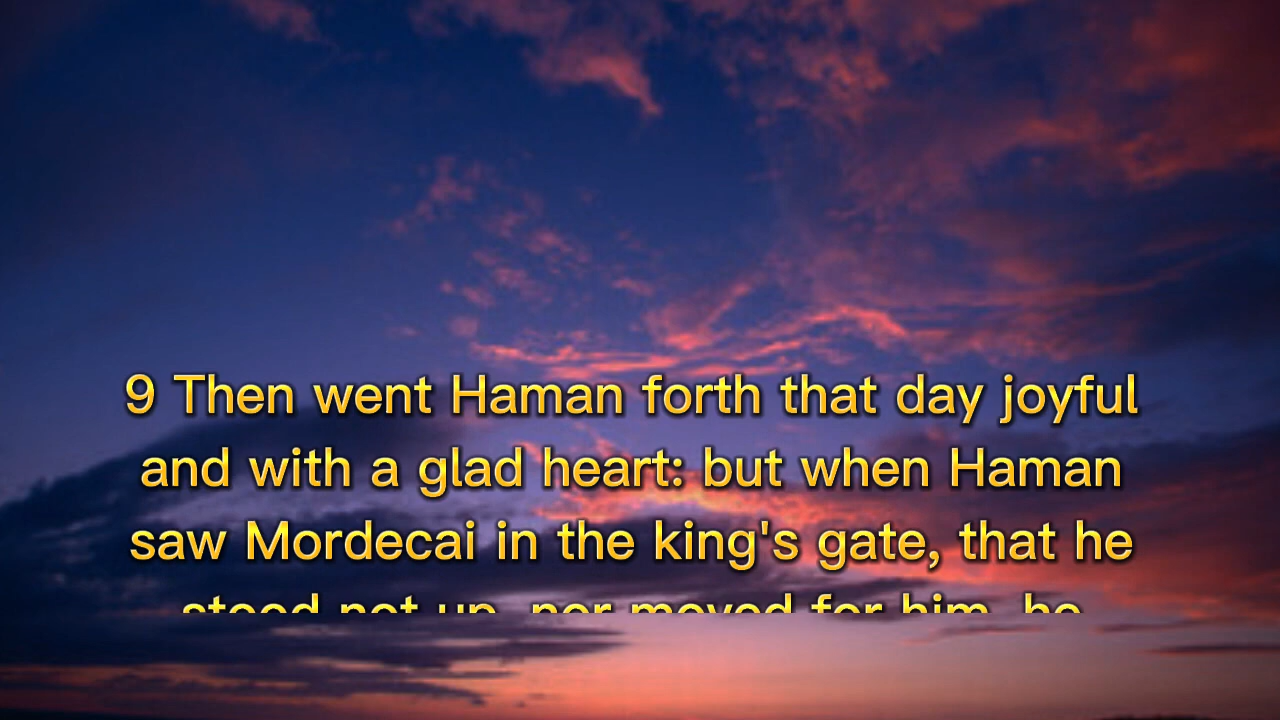 9 Then went Haman forth that day joyful
and with a glad heart: but when Haman
saw Mordecai in the king's gate, that he
stood not up, nor moved for him, he